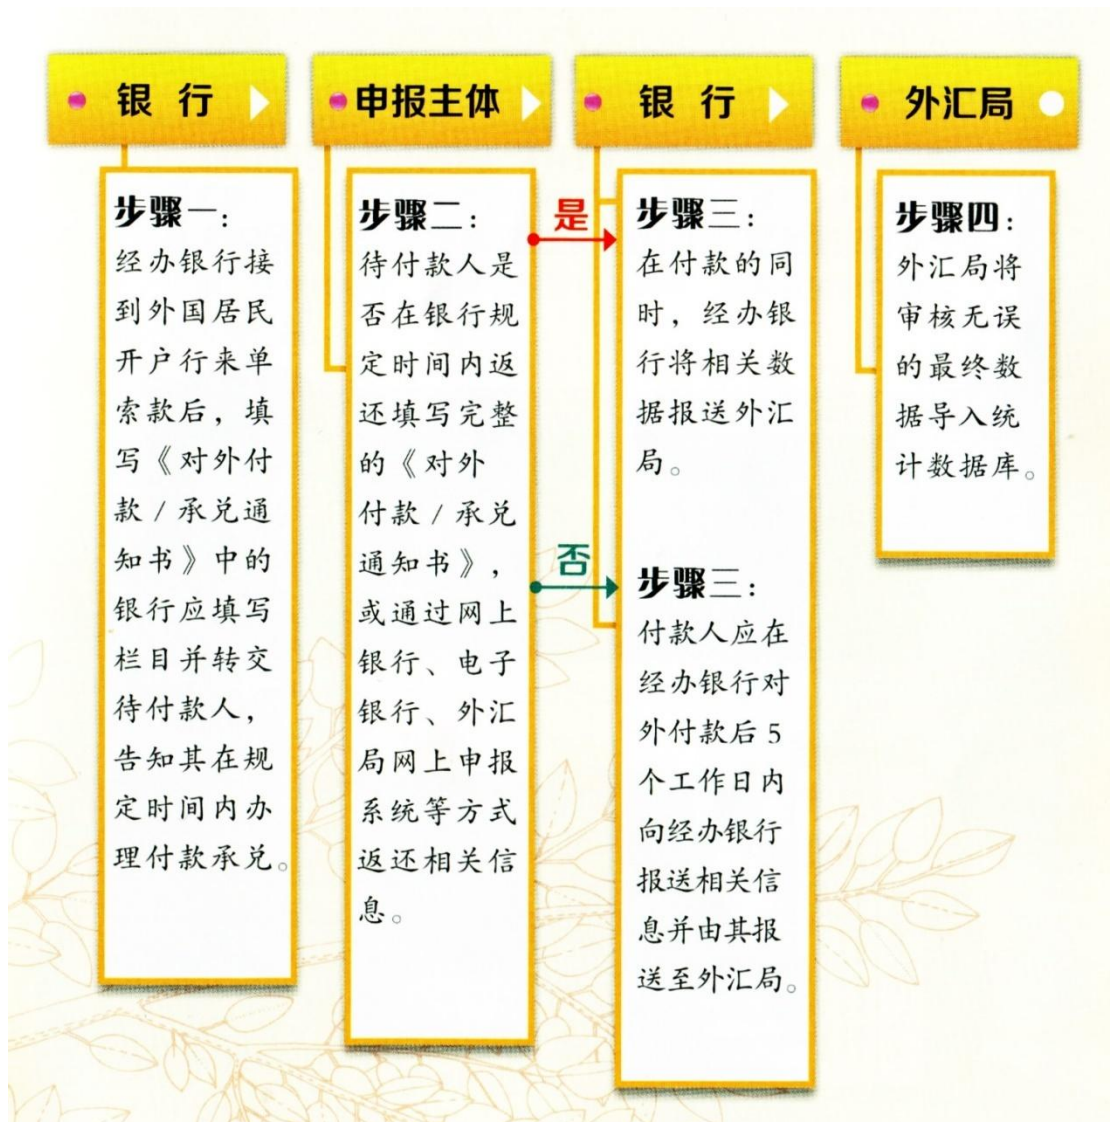 银行
申报主体
银行
外汇局
步骤一：
经办银行接
到外国居民
开户行来单
索款后，填
写《对外付
款/承兑通
知书》中的
银行应填写
栏目并转交
待付款人，
告知其在规
定时间内办
理付款承兑。
步骤二：
待付款人是
否在银行规
定时间内返
还填写完整
的《对外
付款/承兑
通知书》，
或通过网上
银行、电子
银行、外汇
局网上申报
系统等方式
返还相关信
息。
是
步骤三：
在付款的同
时，经办银
行将相关数
据报送外汇
局。
否
步骤三：
付款人应在
经办银行对
外付款后5
个工作日内
向经办银行
报送相关信
息并由其报
送至外汇局。
步骤四：
外汇局将
审核无误
的最终数
据导入统
计数据库。